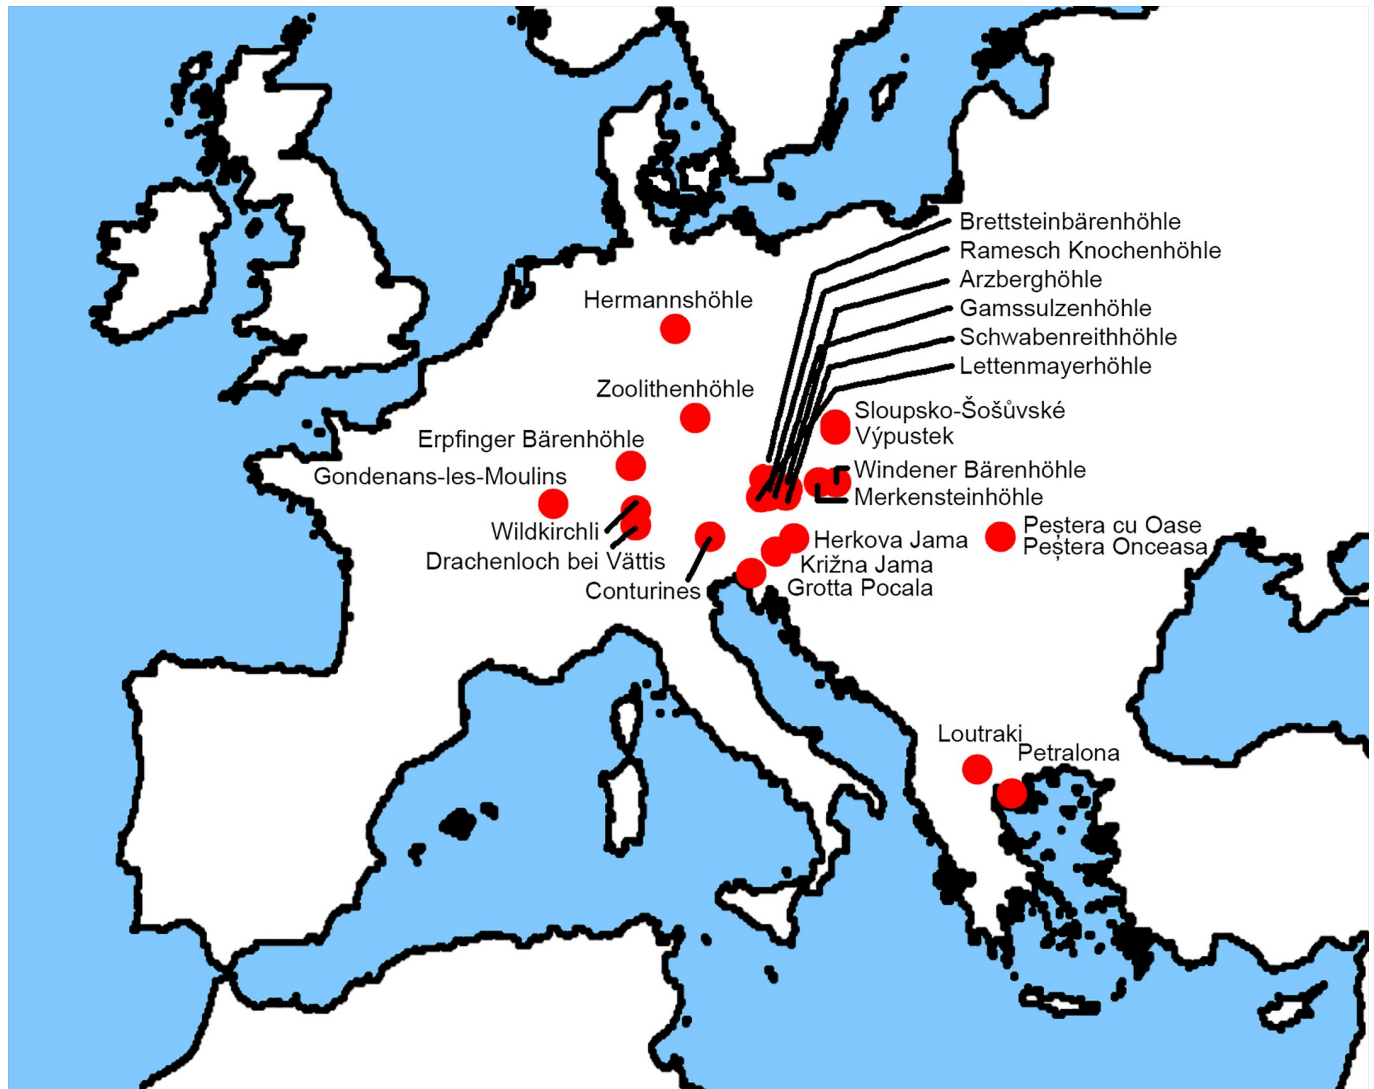 Brettsteinbärenhöhle
Ramesch Knochenhöhle
Arzberghöhle
Gamssulzenhöhle
Schwabenreithhöhle
Lettenmayerhöhle
Hermannshöhle
Zoolithenhöhle
Sloupsko-Šošůvské
Výpustek
Erpfinger Bärenhöhle
Gondenans-les-Moulins
Windener Bärenhöhle
Merkensteinhöhle
Wildkirchli
Drachenloch bei Vättis
Conturines
Herkova Jama
Križna Jama
Grotta Pocala
Peștera cu Oase
Peștera Onceasa
Loutraki
Petralona